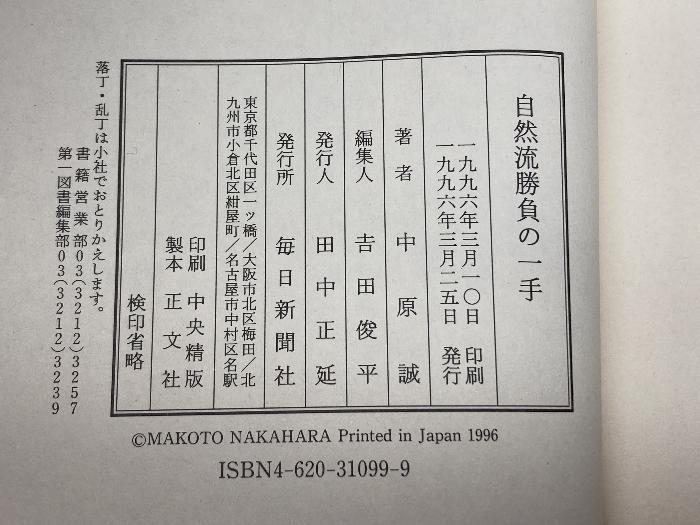 自然流勝負の一手
一九九六年三月一〇日 印刷
一九九六年三月二五日 発行
著者 中原誠
編集人 吉田俊平
発行人 田中正延
発行所 毎日新聞社
東京都千代田区一ツ橋/大阪市北区梅田/北
九州市小倉北区紺屋町/名古屋市中村区名駅
印刷 中央精版
製本 正文社
検印省略
落丁・乱丁は小社でおとりかえします。
書籍営業部03(3212)3257
第一図書編集部03(3212)3239
©MAKOTO NAKAHARA Printed in Japan 1996
ISBN4-620-31099-9